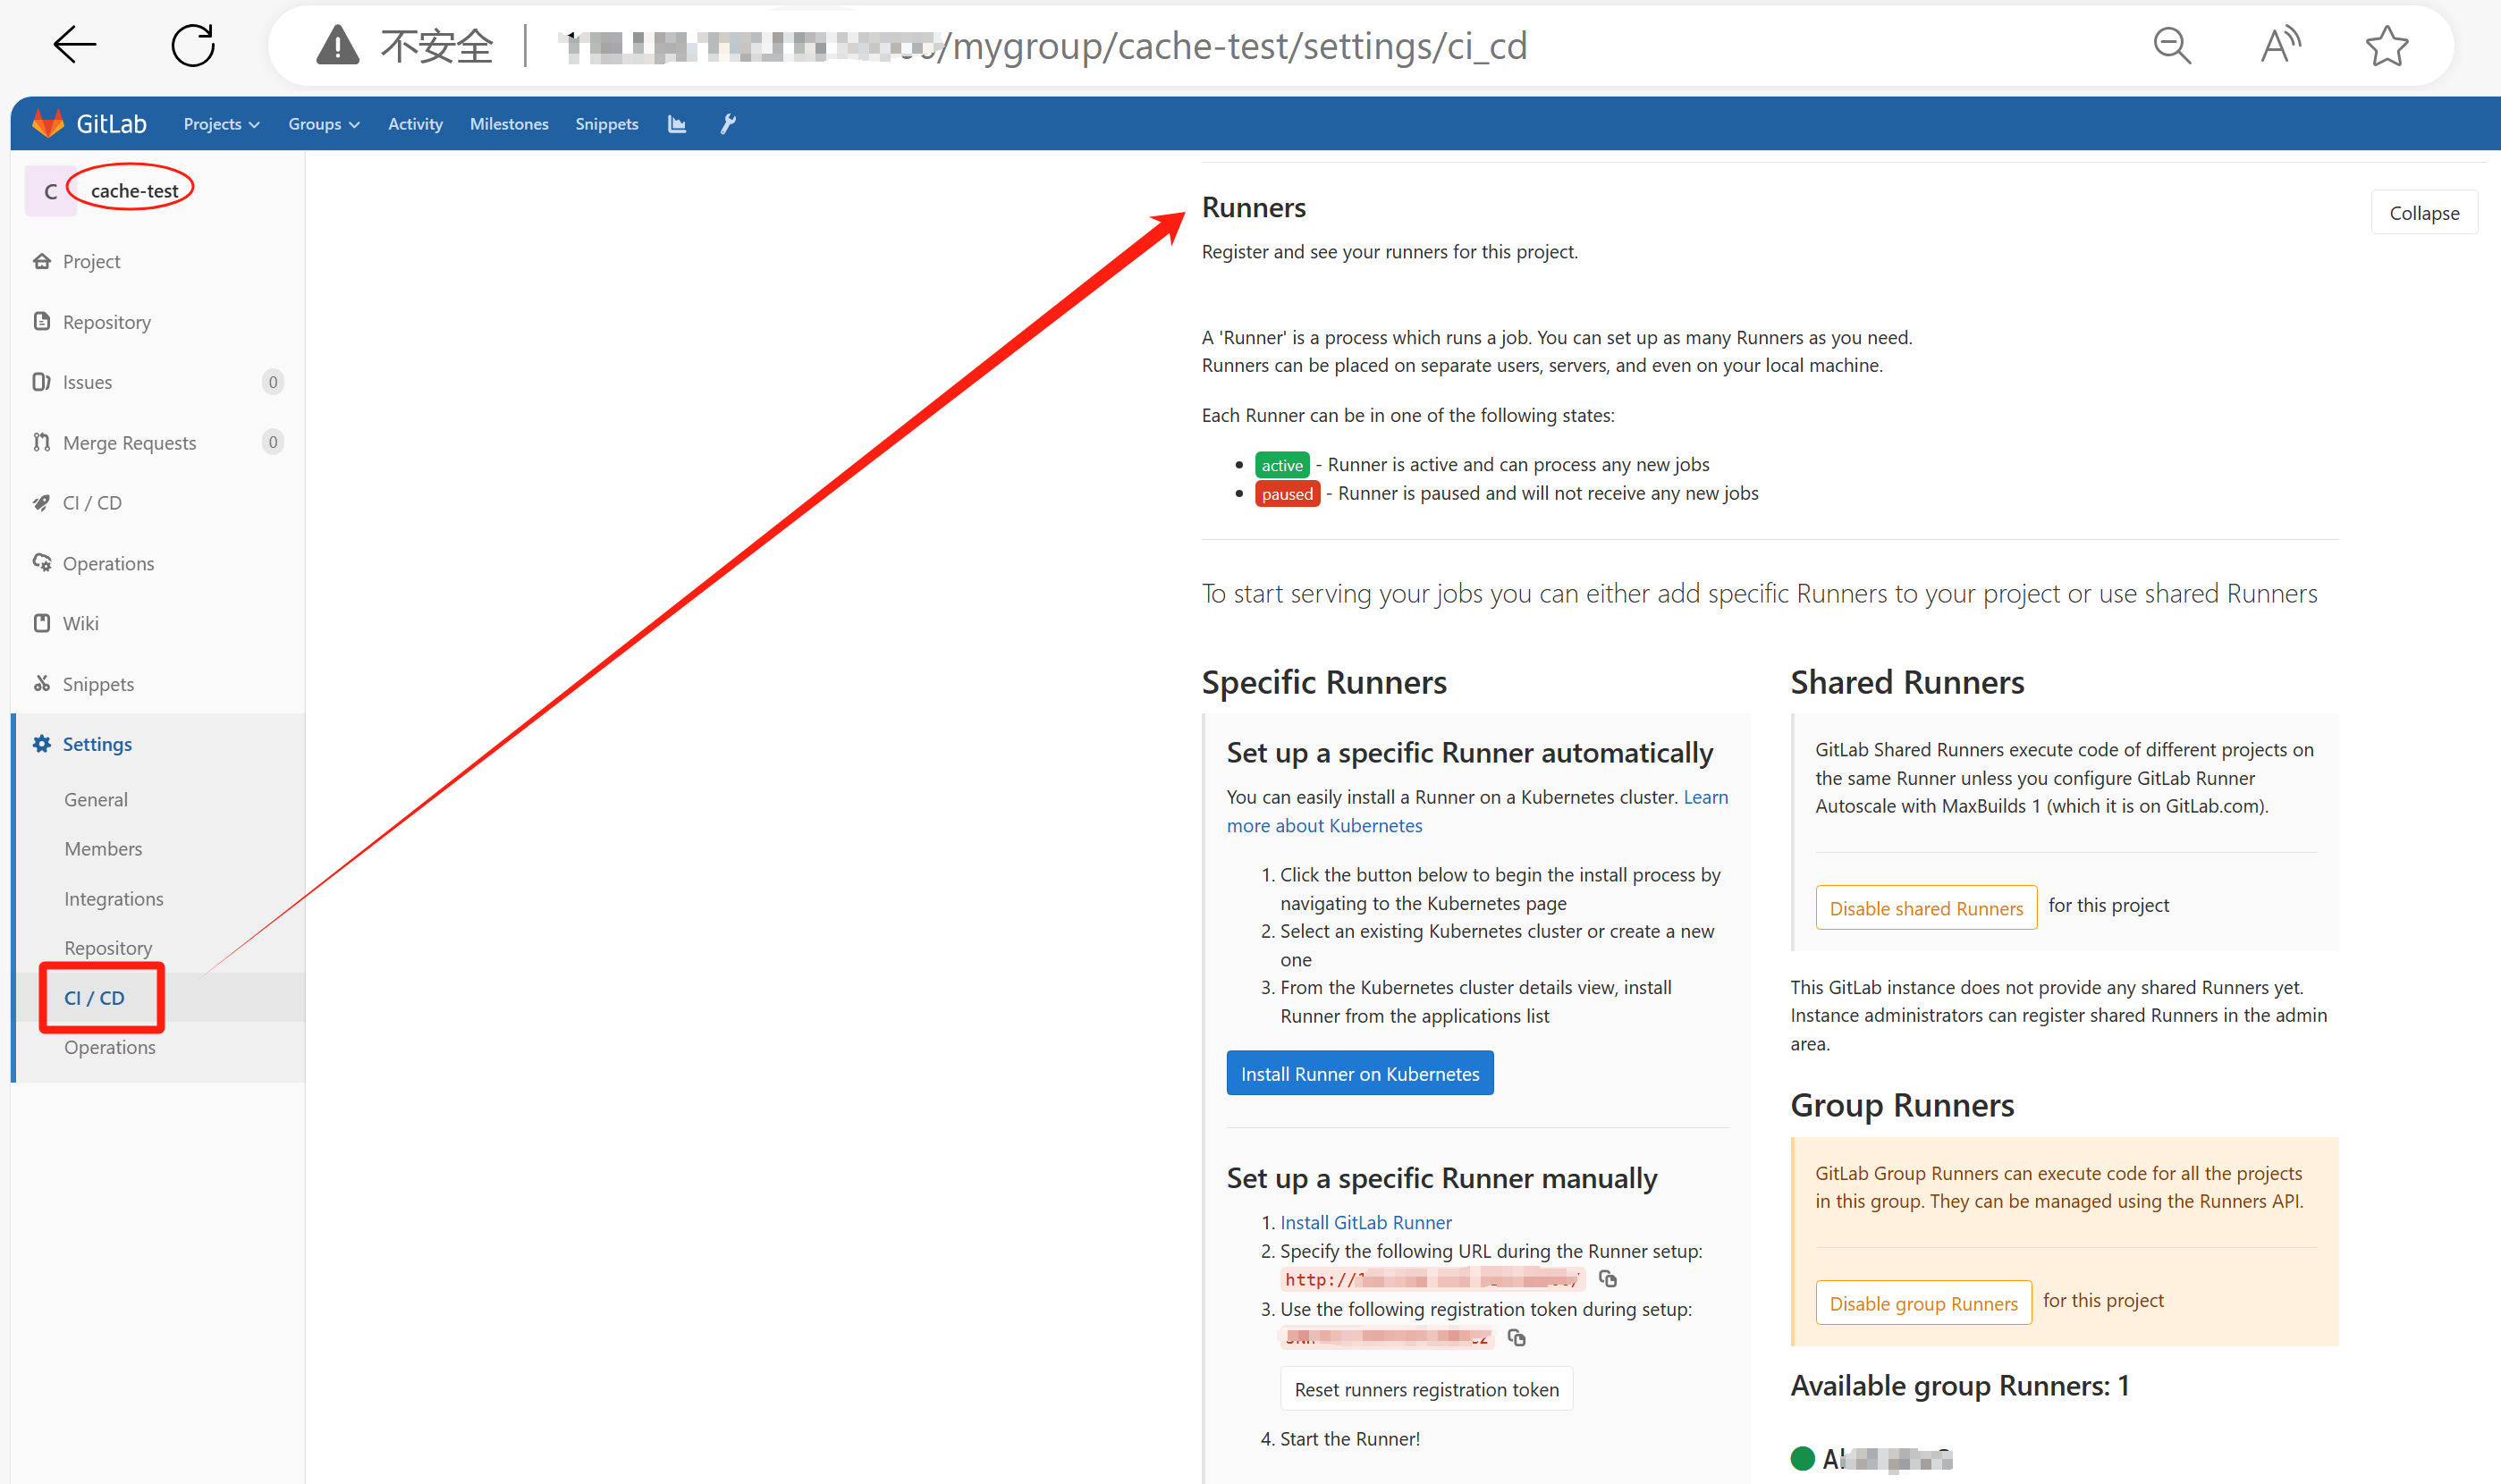 不安全
/mygroup/cache-test/settings/ci_cd
GitLab Projects Groups Activity Milestones Snippets
C cache-test
Project
Repository
Issues 0
Merge Requests 0
CI / CD
Operations
Wiki
Snippets
Settings
General
Members
Integrations
Repository
CI / CD
Operations
Runners
Collapse
Register and see your runners for this project.
A 'Runner' is a process which runs a job. You can set up as many Runners as you need.
Runners can be placed on separate users, servers, and even on your local machine.
Each Runner can be in one of the following states:
active - Runner is active and can process any new jobs
paused - Runner is paused and will not receive any new jobs
To start serving your jobs you can either add specific Runners to your project or use shared Runners
Specific Runners
Set up a specific Runner automatically
You can easily install a Runner on a Kubernetes cluster. Learn
more about Kubernetes
1. Click the button below to begin the install process by
navigating to the Kubernetes page
2. Select an existing Kubernetes cluster or create a new
one
3. From the Kubernetes cluster details view, install
Runner from the applications list
Install Runner on Kubernetes
Set up a specific Runner manually
1. Install GitLab Runner
2. Specify the following URL during the Runner setup:
http://
3. Use the following registration token during setup:
Reset runners registration token
4. Start the Runner!
Shared Runners
GitLab Shared Runners execute code of different projects on
the same Runner unless you configure GitLab Runner
Autoscale with MaxBuilds 1 (which it is on GitLab.com).
Disable shared Runners for this project
This GitLab instance does not provide any shared Runners yet.
Instance administrators can register shared Runners in the admin
area.
Group Runners
GitLab Group Runners can execute code for all the projects
in this group. They can be managed using the Runners API.
Disable group Runners for this project
Available group Runners: 1